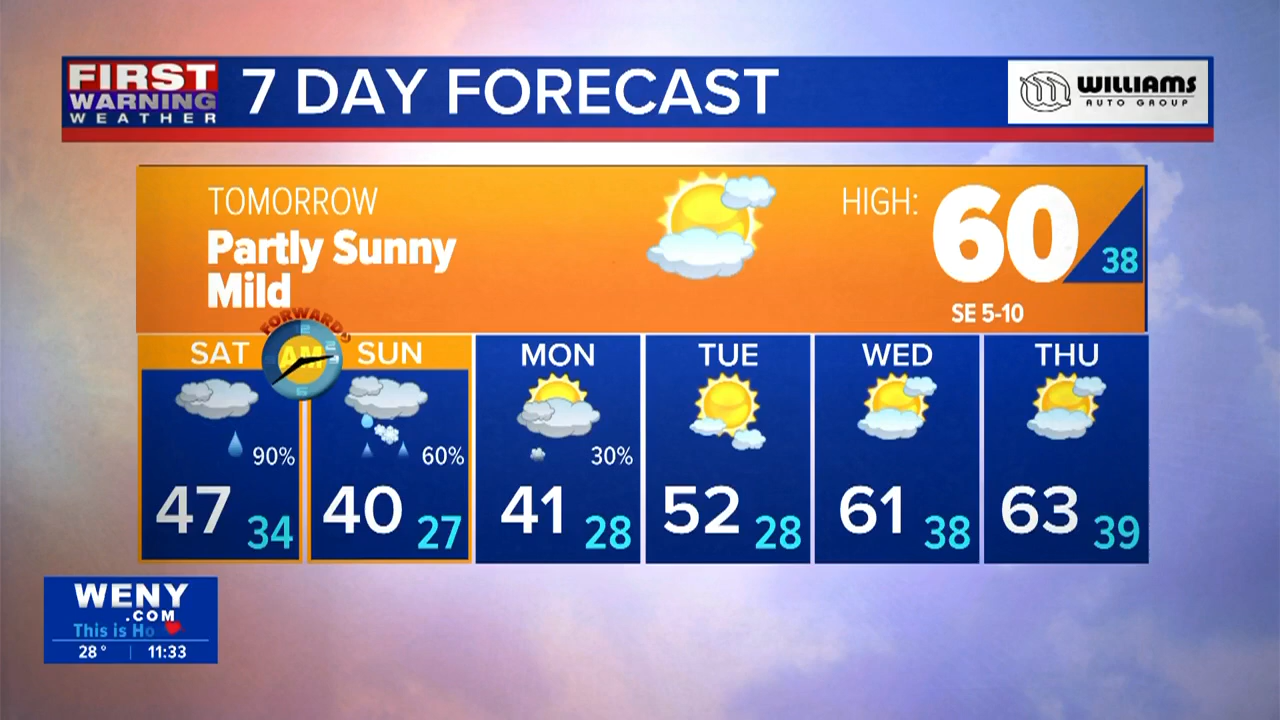 FIRST
WARNING
WEATHER
7 DAY FORECAST
WILLIAMS
AUTO GROUP
TOMORROW
Partly Sunny
Mild
HIGH:
60
38
SE 5-10
FORWARD
AM
SAT
90%
47 34
SUN
60%
40 27
MON
30%
41 28
TUE
52 28
WED
61 38
THU
63 39
WENY
.COM
This is Ho
28° | 11:33